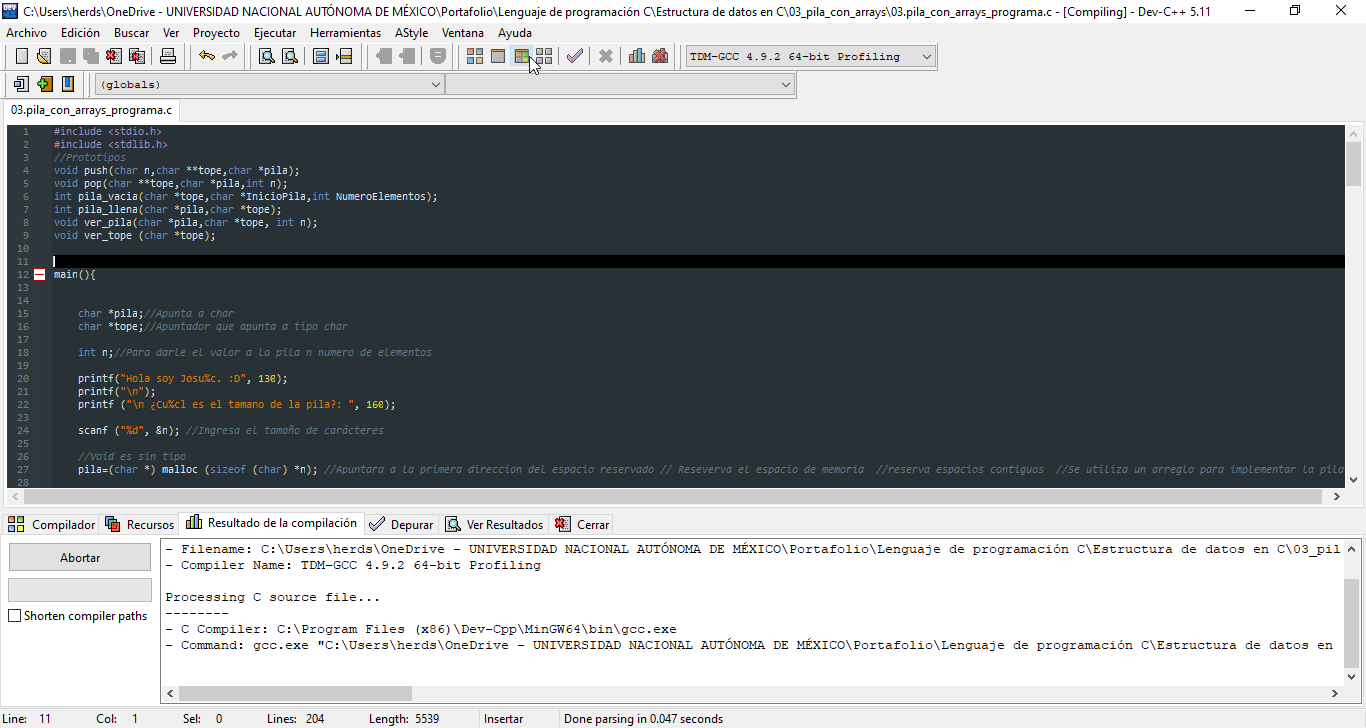 C:\Users\herds\OneDrive - UNIVERSIDAD NACIONAL AUTÓNOMA DE MÉXICO\Portafolio\Lenguaje de programación C\Estructura de datos en C\03_pila_con_arrays\03.pila_con_arrays_programa.c - [Compiling] - Dev-C++ 5.11
Archivo Edición Buscar Ver Proyecto Ejecutar Herramientas AStyle Ventana Ayuda
TDM-GCC 4.9.2 64-bit Profiling
(globals)
03.pila_con_arrays_programa.c
1 #include <stdio.h>
2 #include <stdlib.h>
3 //Prototipos
4 void push(char n,char **tope,char *pila);
5 void pop(char **tope,char *pila,int n);
6 int pila_vacia(char *tope,char *InicioPila,int NumeroElementos);
7 int pila_llena(char *pila,char *tope);
8 void ver_pila(char *pila,char *tope, int n);
9 void ver_tope (char *tope);
10
11
12 main(){
13
14
15 char *pila;//Apunta a char
16 char *tope;//Apuntador que apunta a tipo char
17
18 int n;//Para darle el valor a la pila n numero de elementos
19
20 printf("Hola soy Josu%c. :D", 130);
21 printf("\n");
22 printf ("\n ¿Cu%cl es el tamano de la pila?: ", 160);
23
24 scanf ("%d", &n); //Ingresa el tamaño de carácteres
25
26 //Void es sin tipo
27 pila=(char *) malloc (sizeof (char) *n); //Apuntara a la primera direccion del espacio reservado // Reseverva el espacio de memoria //reserva espacios contiguos //Se utiliza un arreglo para implementar la pila
28
Compilador Recursos Resultado de la compilación Depurar Ver Resultados Cerrar
Abortar
Shorten compiler paths
- Filename: C:\Users\herds\OneDrive - UNIVERSIDAD NACIONAL AUTÓNOMA DE MÉXICO\Portafolio\Lenguaje de programación C\Estructura de datos en C\03_pil
- Compiler Name: TDM-GCC 4.9.2 64-bit Profiling
Processing C source file...
--------
- C Compiler: C:\Program Files (x86)\Dev-Cpp\MinGW64\bin\gcc.exe
- Command: gcc.exe "C:\Users\herds\OneDrive - UNIVERSIDAD NACIONAL AUTÓNOMA DE MÉXICO\Portafolio\Lenguaje de programación C\Estructura de datos en
Line: 11 Col: 1 Sel: 0 Lines: 204 Length: 5539 Insertar Done parsing in 0.047 seconds